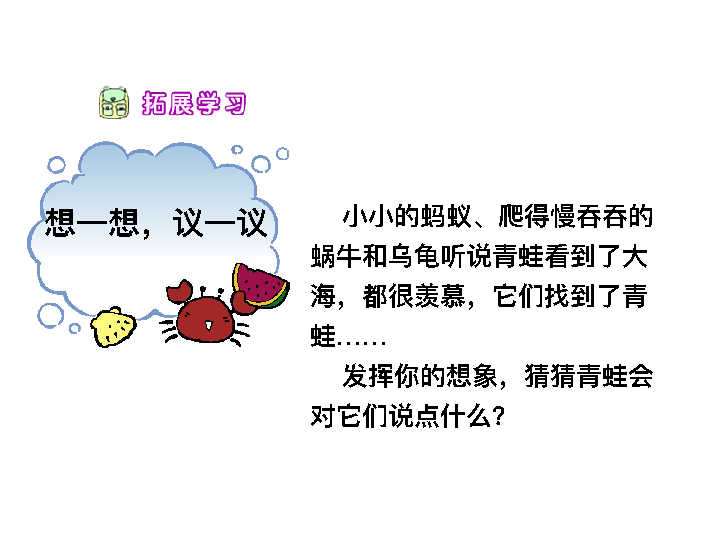 拓展学习
想一想，议一议
小小的蚂蚁、爬得慢吞吞的
蜗牛和乌龟听说青蛙看到了大
海，都很羡慕，它们找到了青
蛙……
发挥你的想象，猜猜青蛙会
对它们说点什么？